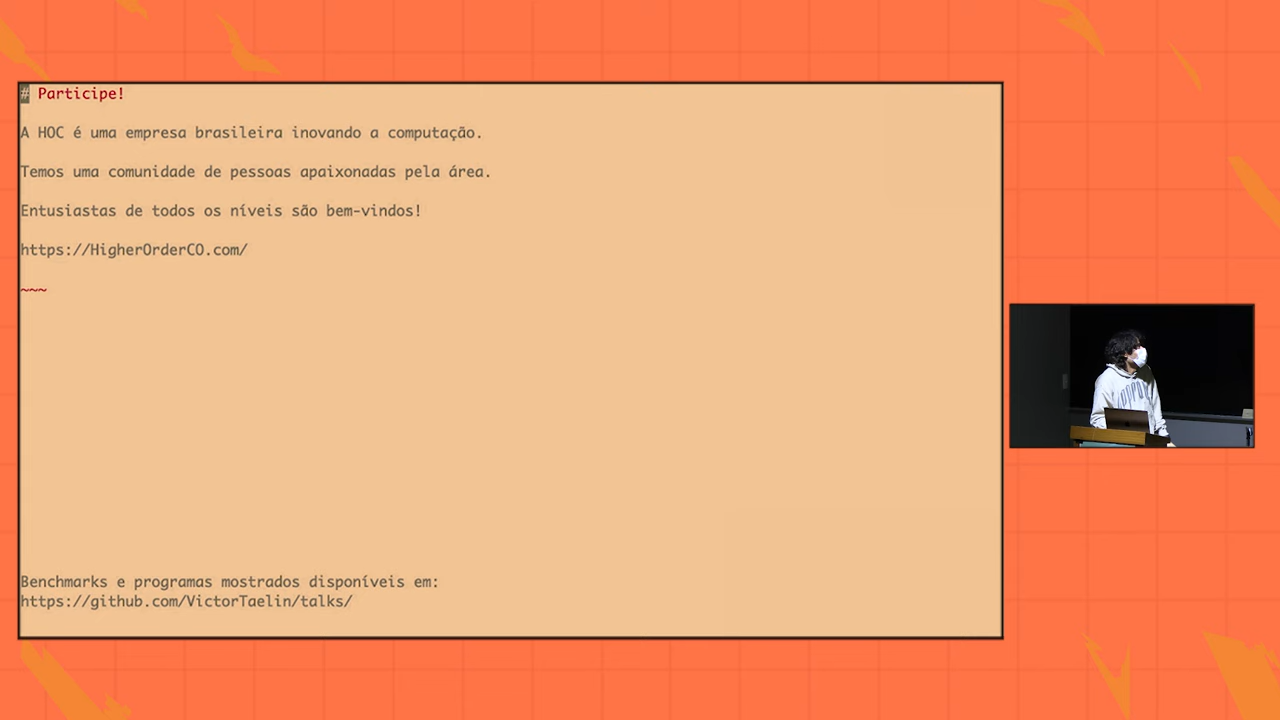 # Participe!
A HOC é uma empresa brasileira inovando a computação.
Temos uma comunidade de pessoas apaixonadas pela área.
Entusiastas de todos os níveis são bem-vindos!
https://HigherOrderCO.com/
~~~
Benchmarks e programas mostrados disponíveis em:
https://github.com/VictorTaelin/talks/